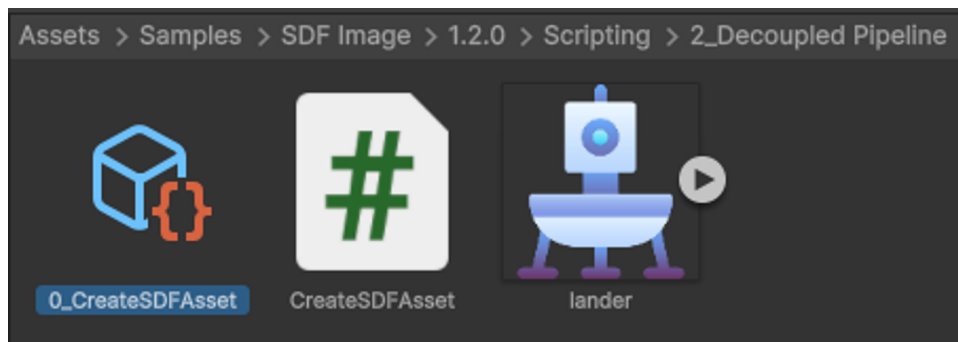 Assets > Samples > SDF Image > 1.2.0 > Scripting > 2_Decoupled Pipeline
{}
#
0_CreateSDFAsset CreateSDFAsset lander